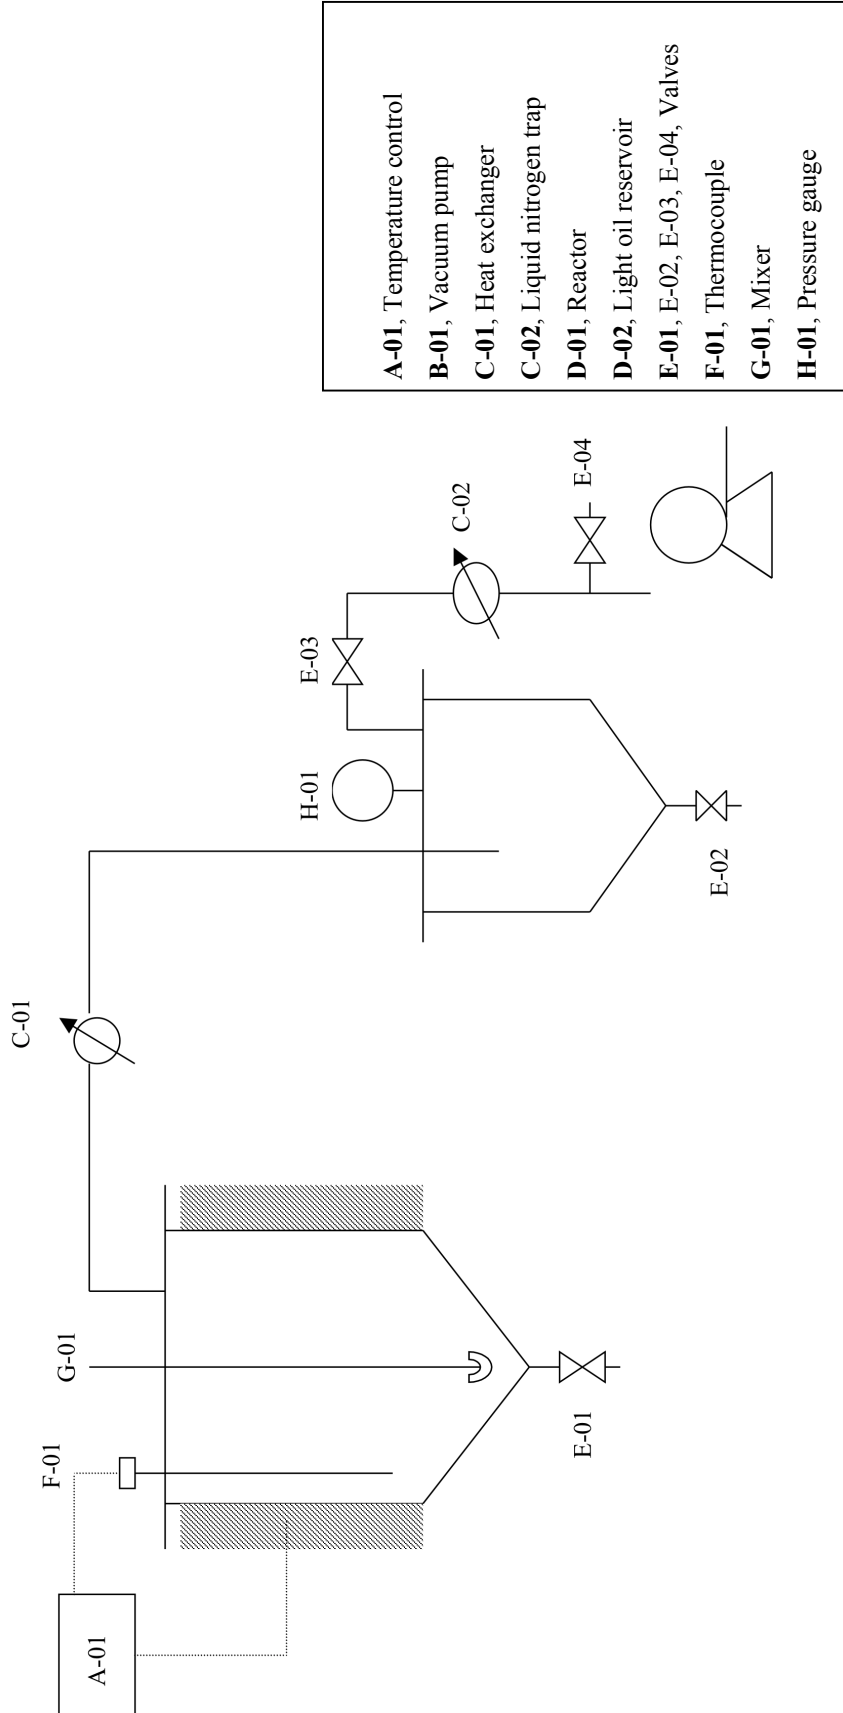 A-01
F-01
G-01
E-01
C-01
H-01
E-02
E-03
C-02
E-04
A-01, Temperature control
B-01, Vacuum pump
C-01, Heat exchanger
C-02, Liquid nitrogen trap
D-01, Reactor
D-02, Light oil reservoir
E-01, E-02, E-03, E-04, Valves
F-01, Thermocouple
G-01, Mixer
H-01, Pressure gauge